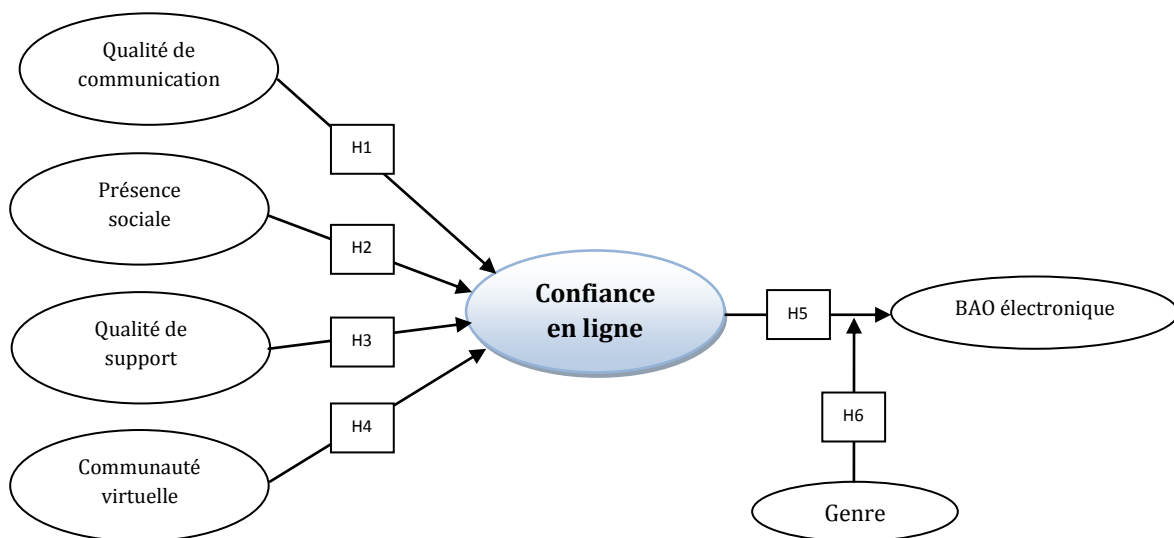 Qualité de
communication
H1
Présence
sociale
H2
Qualité de
support
H3
Communauté
virtuelle
H4
Confiance
en ligne
H5
BAO électronique
H6
Genre